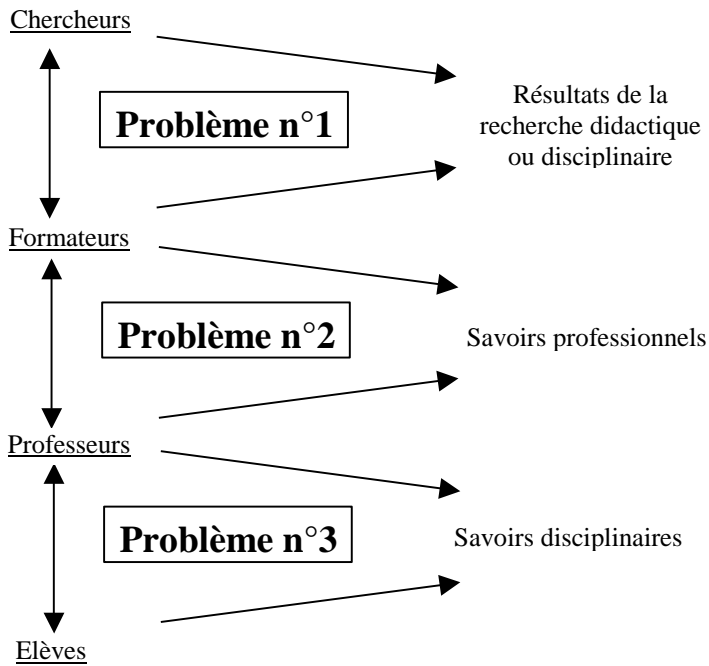 Chercheurs
Problème n°1
Résultats de la
recherche didactique
ou disciplinaire
Formateurs
Problème n°2
Savoirs professionnels
Professeurs
Problème n°3
Savoirs disciplinaires
Elèves